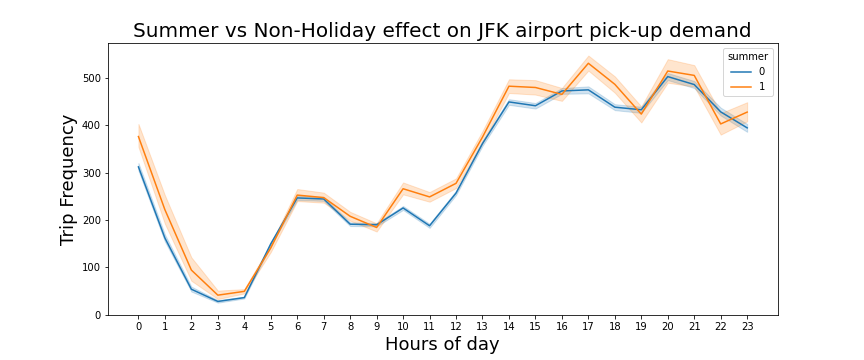 Summer vs Non-Holiday effect on JFK airport pick-up demand
summer
0
1
500
400
300
200
100
0
Trip Frequency
0 1 2 3 4 5 6 7 8 9 10 11 12 13 14 15 16 17 18 19 20 21 22 23
Hours of day